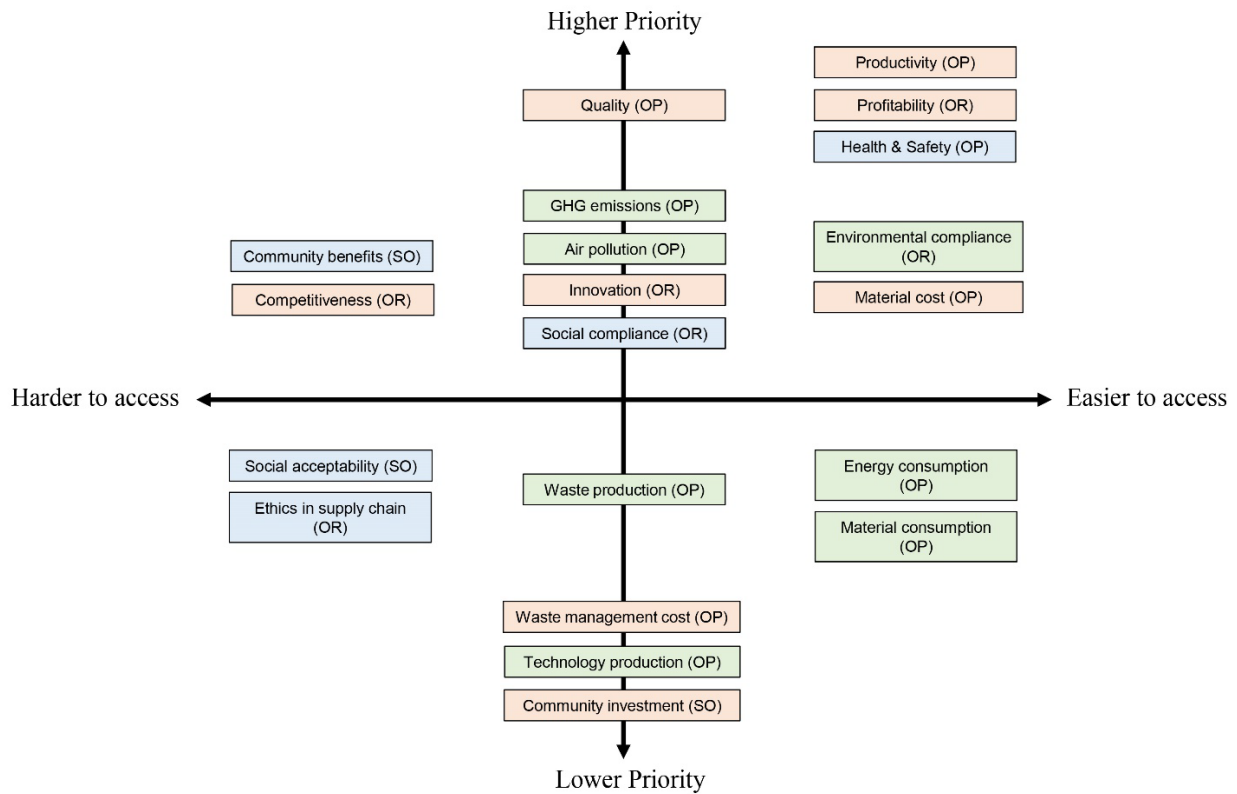 Higher Priority
Productivity (OP)
Quality (OP)
Profitability (OR)
Health & Safety (OP)
GHG emissions (OP)
Environmental compliance
(OR)
Community benefits (SO)
Air pollution (OP)
Competitiveness (OR)
Innovation (OR)
Material cost (OP)
Social compliance (OR)
Harder to access
Easier to access
Social acceptability (SO)
Energy consumption
(OP)
Waste production (OP)
Ethics in supply chain
(OR)
Material consumption
(OP)
Waste management cost (OP)
Technology production (OP)
Community investment (SO)
Lower Priority